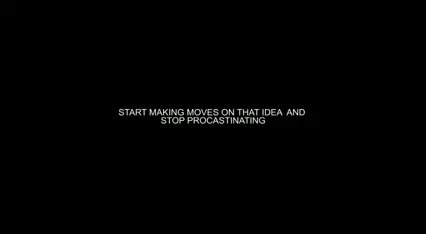 START MAKING MOVES ON THAT IDEA AND
STOP PROCASTINATING